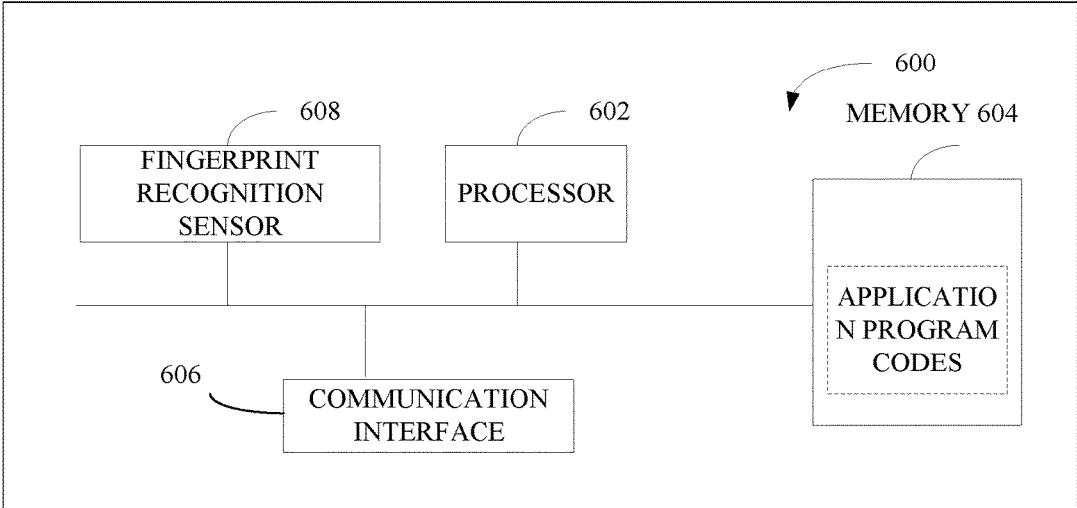 600
608
602
MEMORY 604
FINGERPRINT
RECOGNITION
SENSOR
PROCESSOR
APPLICATIO
N PROGRAM
CODES
606
COMMUNICATION
INTERFACE